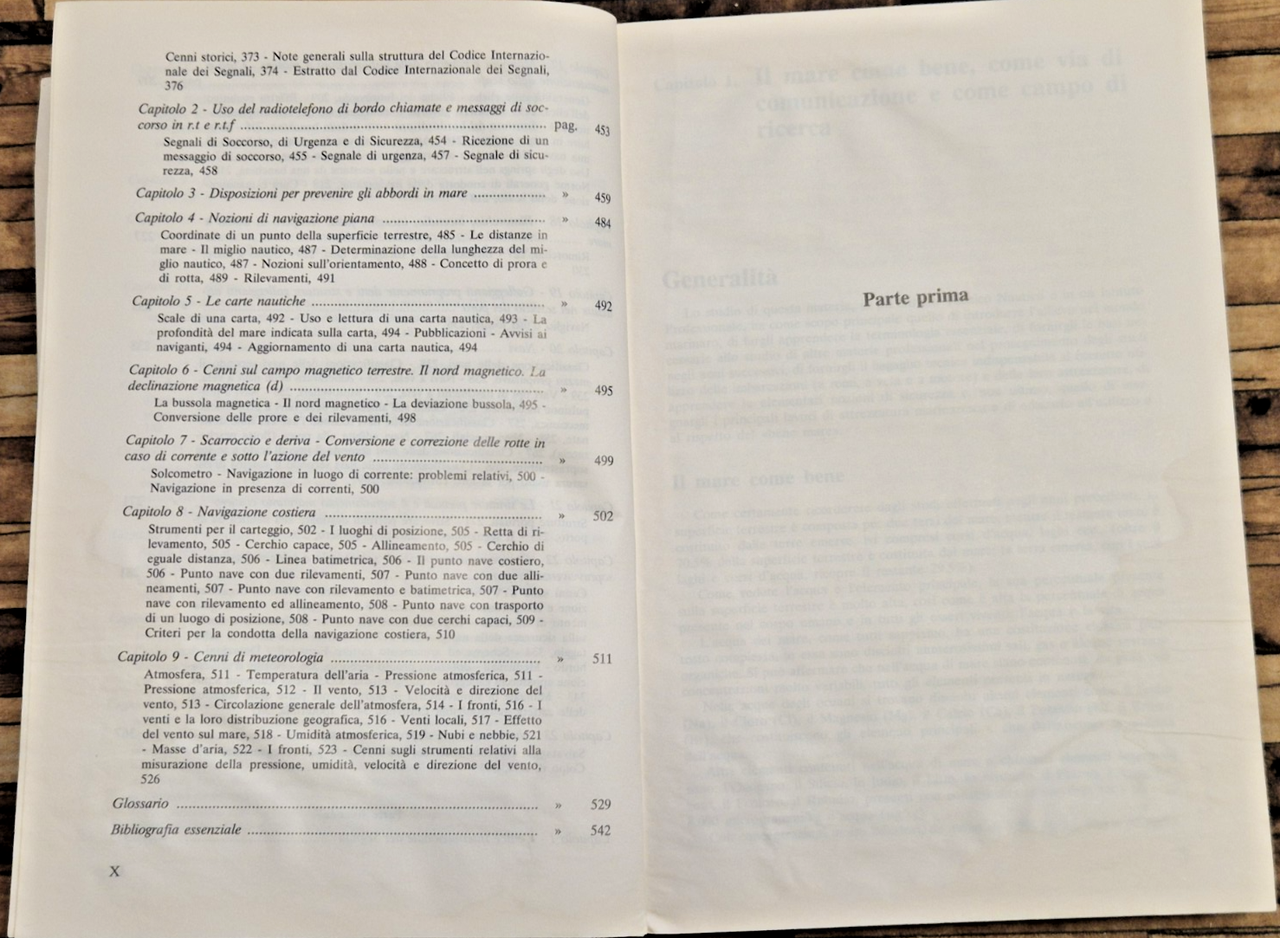 Cenni storici, 373 - Note generali sulla struttura del Codice Internazio-
nale dei Segnali, 374 - Estratto dal Codice Internazionale dei Segnali,
376
Capitolo 2 - Uso del radiotelefono di bordo chiamate e messaggi di soc-
corso in r.t e r.t.f ........ pag. 453
Segnali di Soccorso, di Urgenza e di Sicurezza, 454 - Ricezione di un
messaggio di soccorso, 455 - Segnale di urgenza, 457 - Segnale di sicu-
rezza, 458
Capitolo 3 - Disposizioni per prevenire gli abbordi in mare ........ » 459
Capitolo 4 - Nozioni di navigazione piana ........ » 484
Coordinate di un punto della superficie terrestre, 485 - Le distanze in
mare - Il miglio nautico, 487 - Determinazione della lunghezza del mi-
glio nautico, 487 - Nozioni sull'orientamento, 488 - Concetto di prora e
di rotta, 489 - Rilevamenti, 491
Capitolo 5 - Le carte nautiche ........ » 492
Scale di una carta, 492 - Uso e lettura di una carta nautica, 493 - La
profondità del mare indicata sulla carta, 494 - Pubblicazioni - Avvisi ai
naviganti, 494 - Aggiornamento di una carta nautica, 494
Capitolo 6 - Cenni sul campo magnetico terrestre. Il nord magnetico. La
declinazione magnetica (d) ........ » 495
La bussola magnetica - Il nord magnetico - La deviazione bussola, 495 -
Conversione delle prore e dei rilevamenti, 498
Capitolo 7 - Scarroccio e deriva - Conversione e correzione delle rotte in
caso di corrente e sotto l'azione del vento ........ » 499
Solcometro - Navigazione in luogo di corrente: problemi relativi, 500 -
Navigazione in presenza di correnti, 500
Capitolo 8 - Navigazione costiera ........ » 502
Strumenti per il carteggio, 502 - I luoghi di posizione, 505 - Retta di ri-
levamento, 505 - Cerchio capace, 505 - Allineamento, 505 - Cerchio di
eguale distanza, 506 - Linea batimetrica, 506 - Il punto nave costiero,
506 - Punto nave con due rilevamenti, 507 - Punto nave con due alli-
neamenti, 507 - Punto nave con rilevamento e batimetrica, 507 - Punto
nave con rilevamento ed allineamento, 508 - Punto nave con trasporto
di un luogo di posizione, 508 - Punto nave con due cerchi capaci, 509 -
Criteri per la condotta della navigazione costiera, 510
Capitolo 9 - Cenni di meteorologia ........ » 511
Atmosfera, 511 - Temperatura dell'aria - Pressione atmosferica, 511 -
Pressione atmosferica, 512 - Il vento, 513 - Velocità e direzione del
vento, 513 - Circolazione generale dell'atmosfera, 514 - I fronti, 516 - I
venti e la loro distribuzione geografica, 516 - Venti locali, 517 - Effetto
del vento sul mare, 518 - Umidità atmosferica, 519 - Nubi e nebbie, 521
- Masse d'aria, 522 - I fronti, 523 - Cenni sugli strumenti relativi alla
misurazione della pressione, umidità, velocità e direzione del vento,
526
Glossario ........ » 529
Bibliografia essenziale ........ » 542
X
Capitolo 1. Il mare come bene, come via di
comunicazione e come campo di
ricerca
Generalità
Parte prima
Il mare come bene